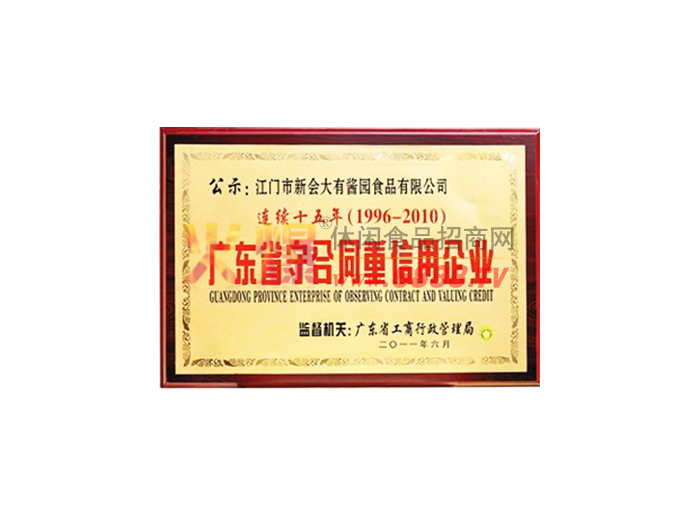 公示：江门市新会大有酱园食品有限公司
连续十五年(1996-2010)
休闲食品招商网
广东省守合同重信用企业
GUANGDONG PROVINCE ENTERPRISE OF OBSERVING CONTRACT AND VALUING CREDIT
监督机关：广东省工商行政管理局
二〇一一年六月